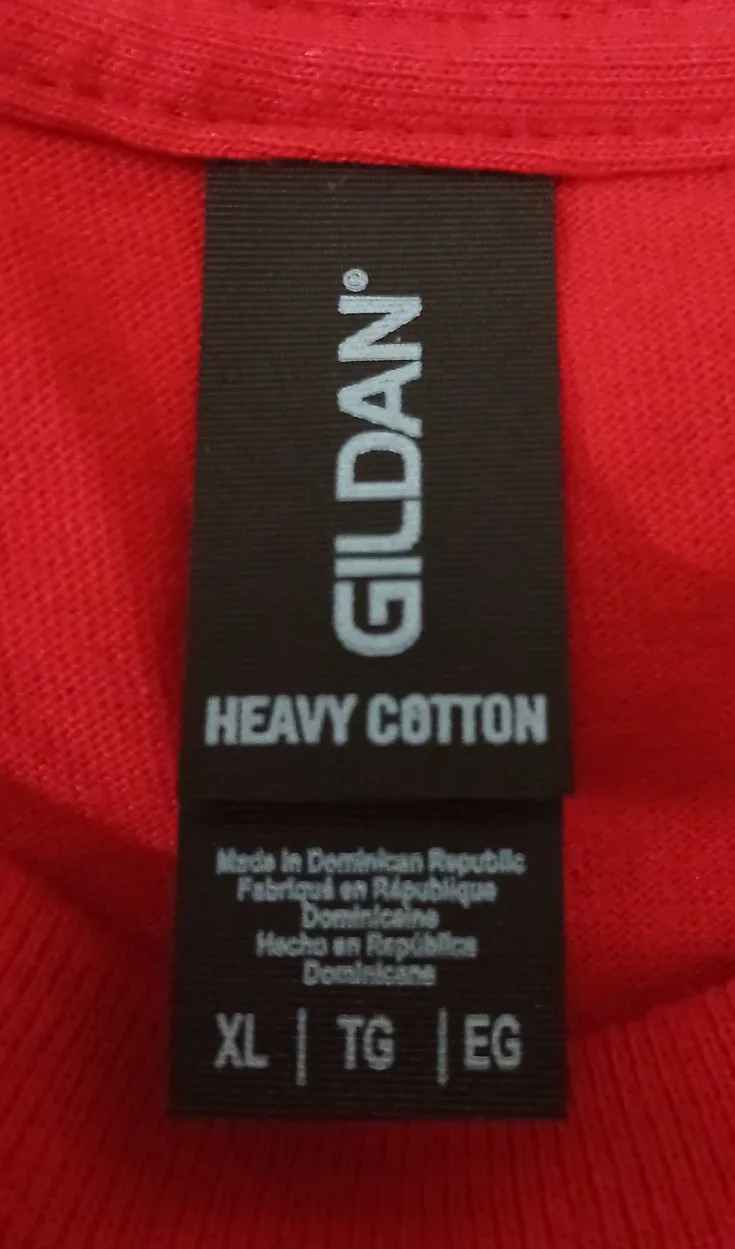 GILDAN®
HEAVY COTTON
Made in Dominican Republic
Fabriqué en République
Dominicaine
Hecho en República
Dominicana
XL | TG | EG